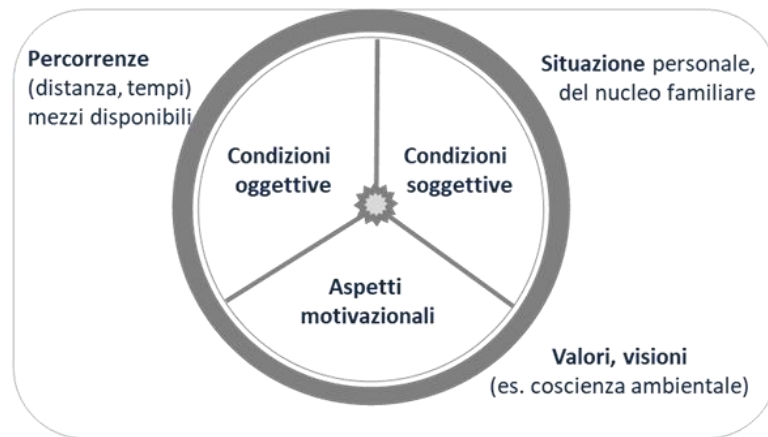 Percorrenze
(distanza, tempi)
mezzi disponibili
Situazione personale,
del nucleo familiare
Condizioni
oggettive
Condizioni
soggettive
Aspetti
motivazionali
Valori, visioni
(es. coscienza ambientale)